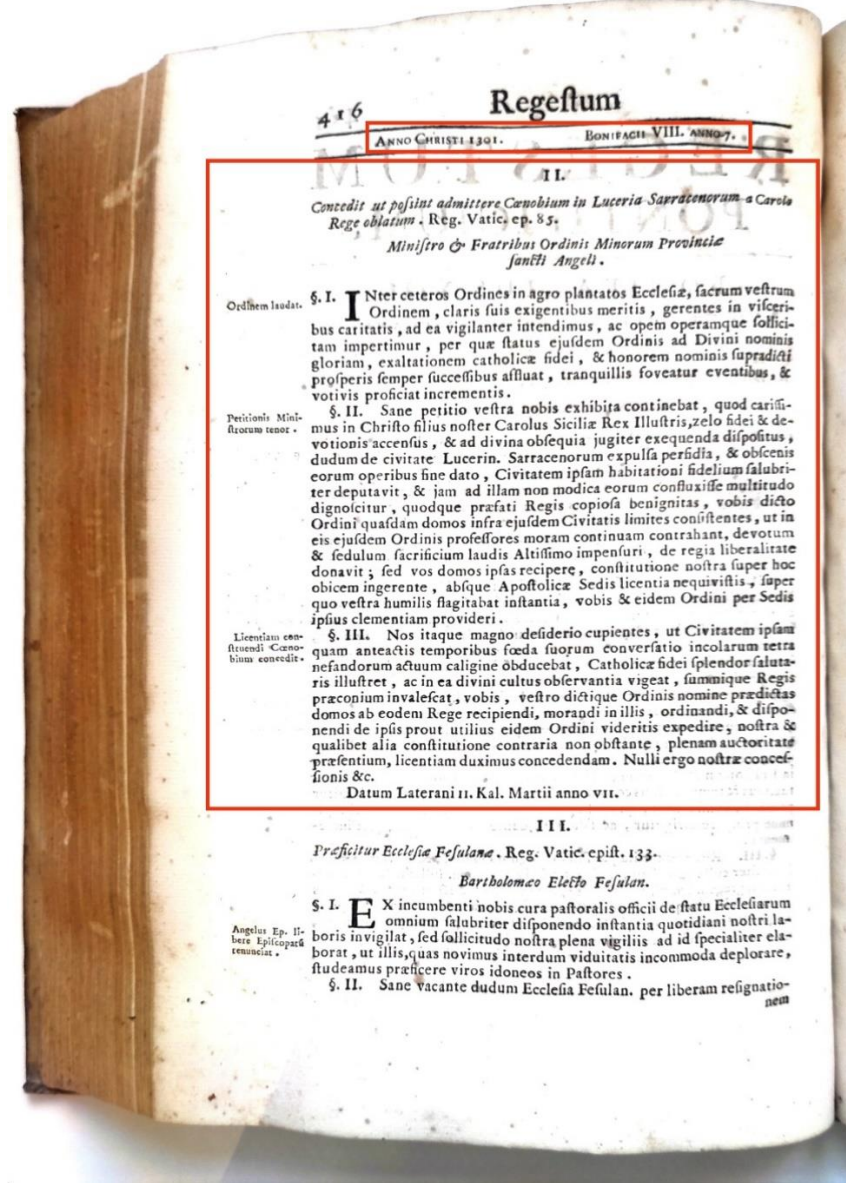 416
Regeſtum
ANNO CHRISTI 1301. BONIFACII VIII. ANNO 7.
II.
Concedit ut poſſint admittere Cœnobium in Luceria Sarracenorum a Carolo
Rege oblatum. Reg. Vatic. ep. 85.
Miniſtro & Fratribus Ordinis Minorum Provinciæ
ſancti Angeli.
Ordinem laudat.
§. I. INter ceteros Ordines in agro plantatos Eccleſiæ, ſacrum veſtrum
Ordinem, claris ſuis exigentibus meritis, gerentes in viſceri-
bus caritatis, ad ea vigilanter intendimus, ac opem operamque ſollici-
tam impertimur, per quæ ſtatus ejuſdem Ordinis ad Divini nominis
gloriam, exaltationem catholicæ fidei, & honorem nominis ſupradicti
proſperis ſemper ſucceſſibus affluat, tranquillis foveatur eventibus, &
votivis proficiat incrementis.
Petitionis Mini-
ſtrorum tenor.
§. II. Sane petitio veſtra nobis exhibita continebat, quod cariſſi-
mus in Chriſto filius noſter Carolus Siciliæ Rex Illuſtris, zelo fidei & de-
votionis accenſus, & ad divina obſequia jugiter exequenda diſpoſitus,
dudum de civitate Lucerin. Sarracenorum expulſa perfidia, & obſcenis
eorum operibus fine dato, Civitatem ipſam habitationi fidelium ſalubri-
ter deputavit, & jam ad illam non modica eorum confluxiſſe multitudo
dignoſcitur, quodque præfati Regis copioſa benignitas, vobis dicto
Ordini quaſdam domos infra ejuſdem Civitatis limites conſiſtentes, ut in
eis ejuſdem Ordinis profeſſores moram continuam contrahant, devotum
& ſedulum ſacrificium laudis Altiſſimo impenſuri, de regia liberalitate
donavit; ſed vos domos ipſas recipere, conſtitutione noſtra ſuper hoc
obicem ingerente, abſque Apoſtolicæ Sedis licentia nequiviſtis, ſuper
quo veſtra humilis flagitabat inſtantia, vobis & eidem Ordini per Sedis
ipſius clementiam provideri.
Licentiam con-
ſtruendi Cœno-
bium concedit.
§. III. Nos itaque magno deſiderio cupientes, ut Civitatem ipſam
quam anteactis temporibus fœda ſuorum converſatio incolarum tetra
nefandorum actuum caligine obducebat, Catholicæ fidei ſplendor ſaluta-
ris illuſtret, ac in ea divini cultus obſervantia vigeat, ſummique Regis
præconium invaleſcat, vobis, veſtro dictique Ordinis nomine prædictas
domos ab eodem Rege recipiendi, morandi in illis, ordinandi, & diſpo-
nendi de ipſis prout utilius eidem Ordini videritis expedire, noſtra &
qualibet alia conſtitutione contraria non obſtante, plenam auctoritate
præſentium, licentiam duximus concedendam. Nulli ergo noſtræ conceſ-
ſionis &c.
Datum Laterani 11. Kal. Martii anno VII.
III.
Præficitur Eccleſiæ Feſulanæ. Reg. Vatic. epiſt. 133.
Bartholomæo Electo Feſulan.
§. I. EX incumbenti nobis cura paſtoralis officii de ſtatu Eccleſiarum
omnium ſalubriter diſponendo inſtantia quotidiani noſtri la-
Angelus Ep. li-
bere Epiſcopatũ
renunciat.
boris invigilat, ſed ſollicitudo noſtra plena vigiliis ad id ſpecialiter ela-
borat, ut illis, quas novimus interdum viduitatis incommoda deplorare,
ſtudeamus præficere viros idoneos in Paſtores.
§. II. Sane vacante dudum Eccleſia Feſulan. per liberam reſignatio-
nem